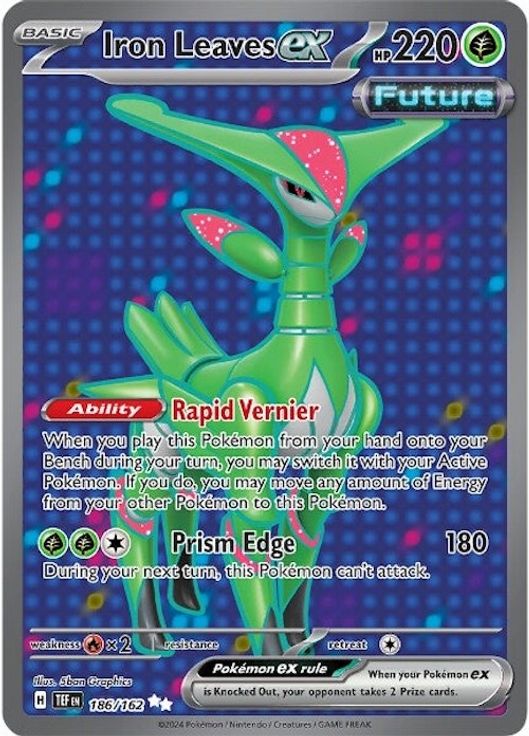 BASIC
Iron Leaves ex
HP 220
Future
Ability Rapid Vernier
When you play this Pokémon from your hand onto your
Bench during your turn, you may switch it with your Active
Pokémon. If you do, you may move any amount of Energy
from your other Pokémon to this Pokémon.
Prism Edge 180
During your next turn, this Pokémon can't attack.
weakness ×2 resistance retreat
Pokémon ex rule When your Pokémon ex
is Knocked Out, your opponent takes 2 Prize cards.
Illus. 5ban Graphics
H TEF EN 186/162
©2024 Pokémon / Nintendo / Creatures / GAME FREAK